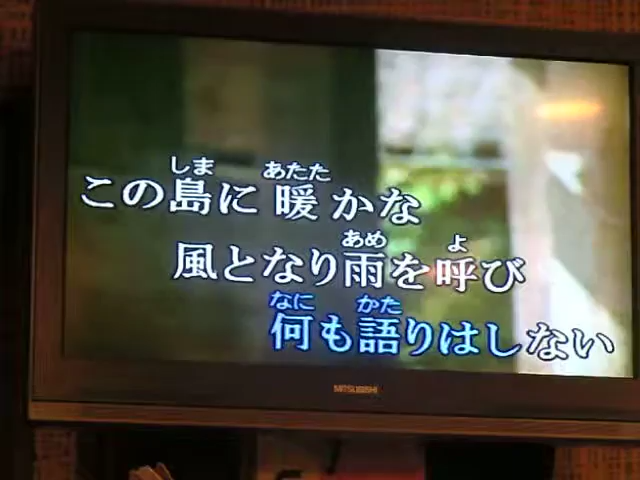 しま あたた
この島に 暖かな
あめ よ
風となり雨を呼び
なに かた
何も語りはしない
MITSUBISHI